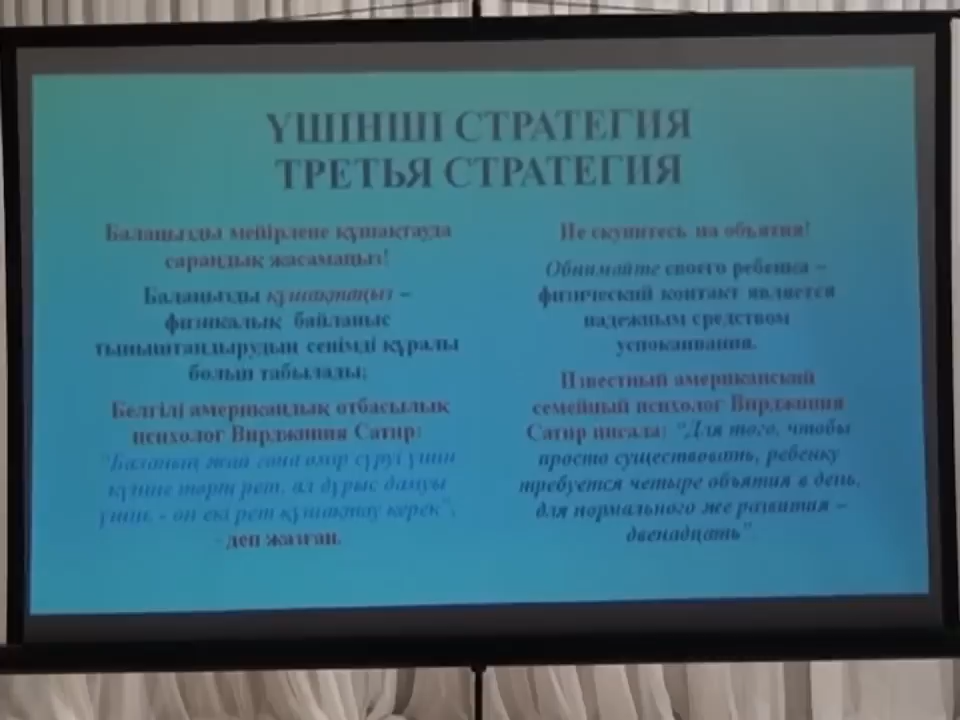 ҮШІНШІ СТРАТЕГИЯ
ТРЕТЬЯ СТРАТЕГИЯ
Балаңызды мейірлене құшақтауда
сараңдық жасамаңыз!
Балаңызды құшақтаңыз –
физикалық байланыс
тыныштандырудың сенімді құралы
болып табылады;
Белгілі американдық отбасылық
психолог Вирджиния Сатир:
“Баланың жай ғана өмір сүруі үшін
күніне төрт рет, ал дұрыс дамуы
үшін - он екі рет құшақтау керек”,
- деп жазған.
Не скупитесь на объятия!
Обнимайте своего ребенка –
физический контакт является
надежным средством
успокаивания.
Известный американский
семейный психолог Вирджиния
Сатир писала: “Для того, чтобы
просто существовать, ребенку
требуется четыре объятия в день,
для нормального же развития –
двенадцать”